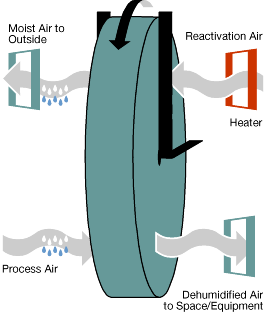 Moist Air to
Outside
Reactivation Air
Heater
Process Air
Dehumidified Air
to Space/Equipment